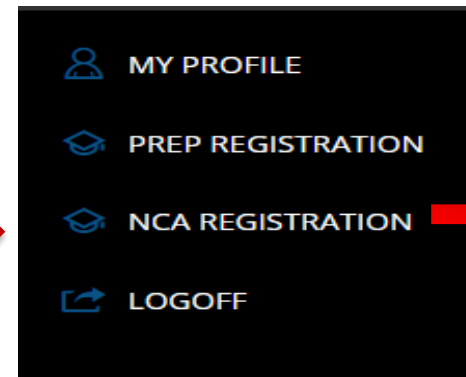 MY PROFILE
PREP REGISTRATION
NCA REGISTRATION
LOGOFF